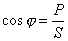 cos φ = P/S